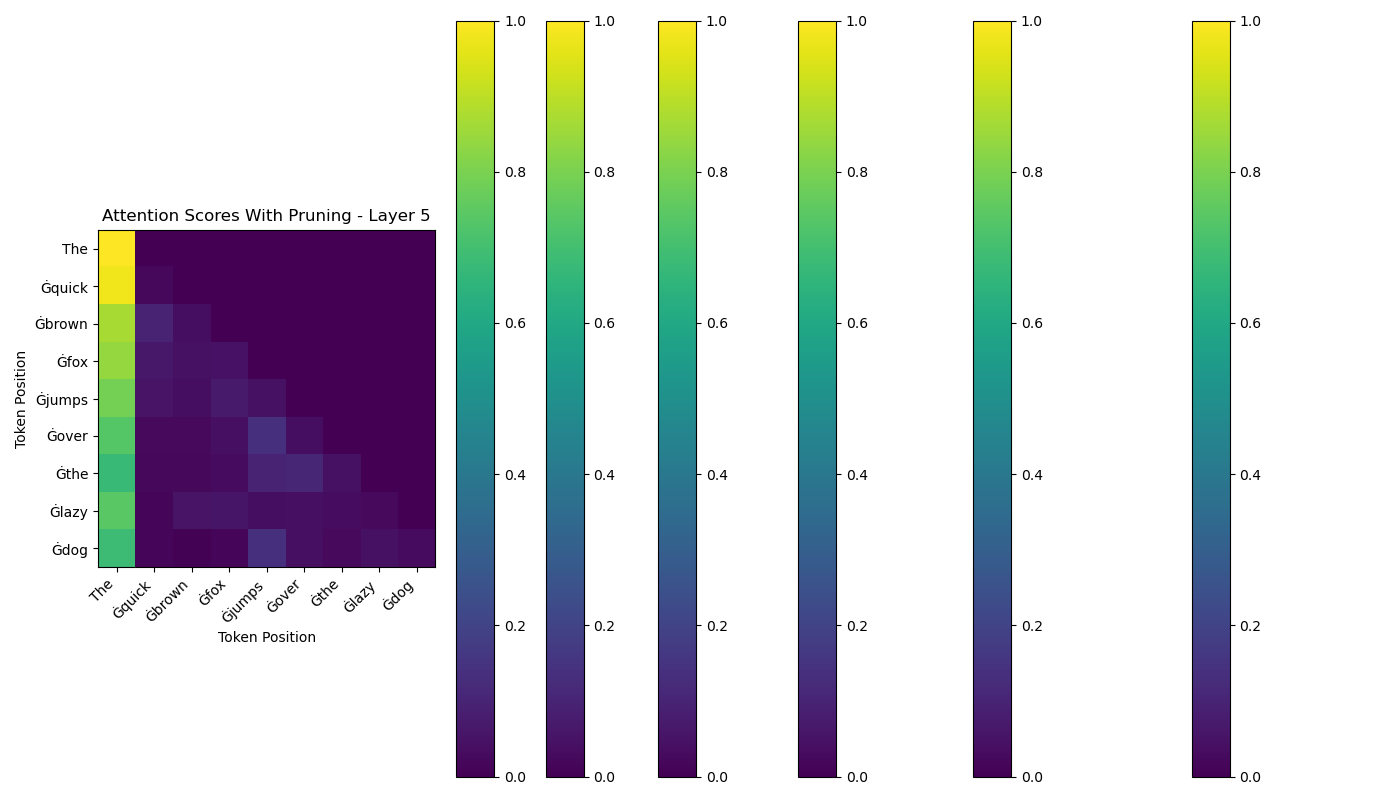 Attention Scores With Pruning - Layer 5
Token Position
The
Ġquick
Ġbrown
Ġfox
Ġjumps
Ġover
Ġthe
Ġlazy
Ġdog
The
Ġquick
Ġbrown
Ġfox
Ġjumps
Ġover
Ġthe
Ġlazy
Ġdog
Token Position
1.0
0.8
0.6
0.4
0.2
0.0
1.0
0.8
0.6
0.4
0.2
0.0
1.0
0.8
0.6
0.4
0.2
0.0
1.0
0.8
0.6
0.4
0.2
0.0
1.0
0.8
0.6
0.4
0.2
0.0
1.0
0.8
0.6
0.4
0.2
0.0